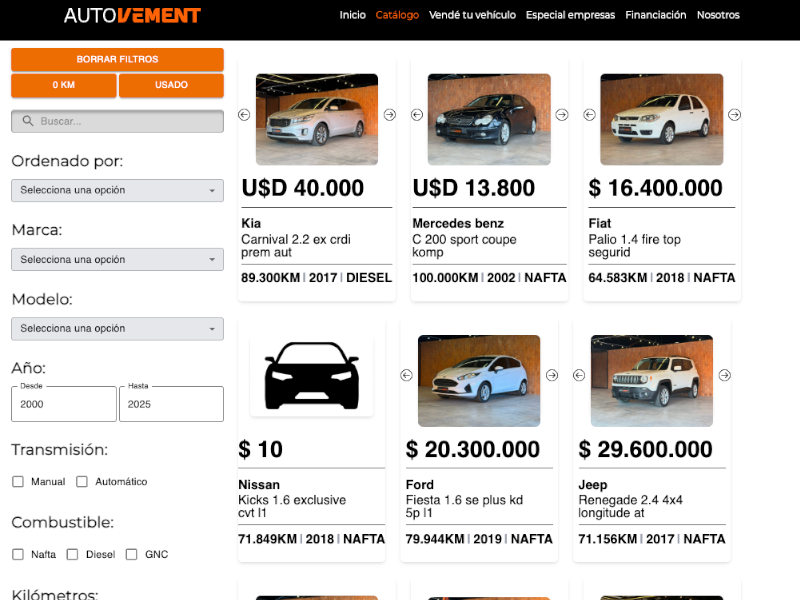 AUTOVEMENT
Inicio Catálogo Vendé tu vehículo Especial empresas Financiación Nosotros
BORRAR FILTROS
0 KM USADO
Buscar...
Ordenado por:
Selecciona una opción
Marca:
Selecciona una opción
Modelo:
Selecciona una opción
Año:
Desde Hasta
2000 2025
Transmisión:
Manual Automático
Combustible:
Nafta Diesel GNC
Kilómetros:
U$D 40.000
Kia
Carnival 2.2 ex crdi
prem aut
89.300KM | 2017 | DIESEL
U$D 13.800
Mercedes benz
C 200 sport coupe
komp
100.000KM | 2002 | NAFTA
$ 16.400.000
Fiat
Palio 1.4 fire top
segurid
64.583KM | 2018 | NAFTA
$ 10
Nissan
Kicks 1.6 exclusive
cvt l1
71.849KM | 2018 | NAFTA
$ 20.300.000
Ford
Fiesta 1.6 se plus kd
5p l1
79.944KM | 2019 | NAFTA
$ 29.600.000
Jeep
Renegade 2.4 4x4
longitude at
71.156KM | 2017 | NAFTA